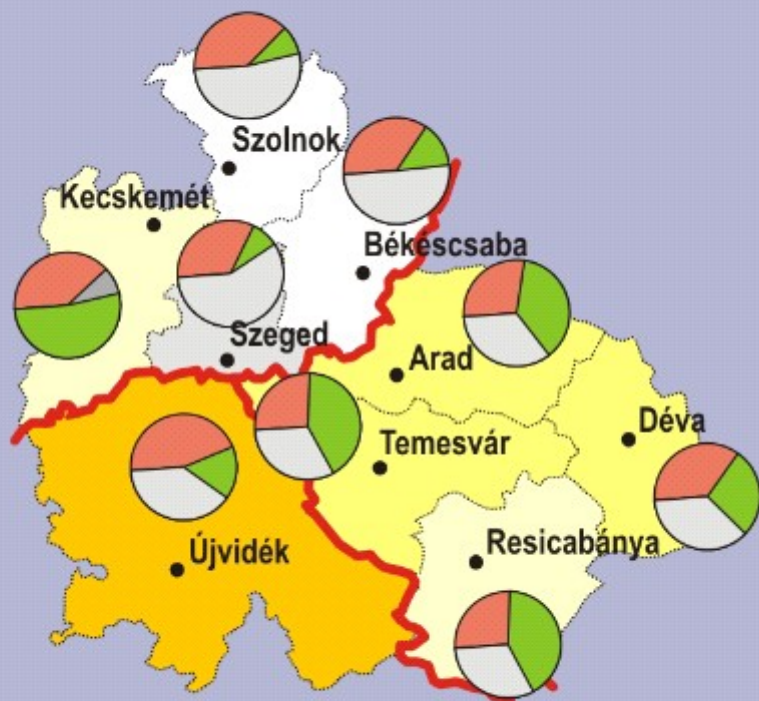 Szolnok
Kecskemét
Békéscsaba
Szeged
Arad
Déva
Temesvár
Resicabánya
Újvidék